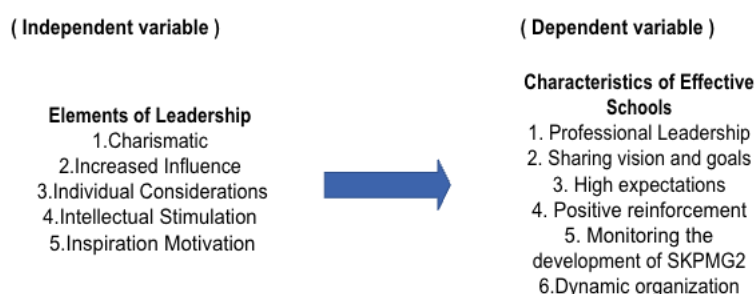 ( Independent variable )
Elements of Leadership
1.Charismatic
2.Increased Influence
3.Individual Considerations
4.Intellectual Stimulation
5.Inspiration Motivation
( Dependent variable )
Characteristics of Effective
Schools
1. Professional Leadership
2. Sharing vision and goals
3. High expectations
4. Positive reinforcement
5. Monitoring the
development of SKPMG2
6.Dynamic organization